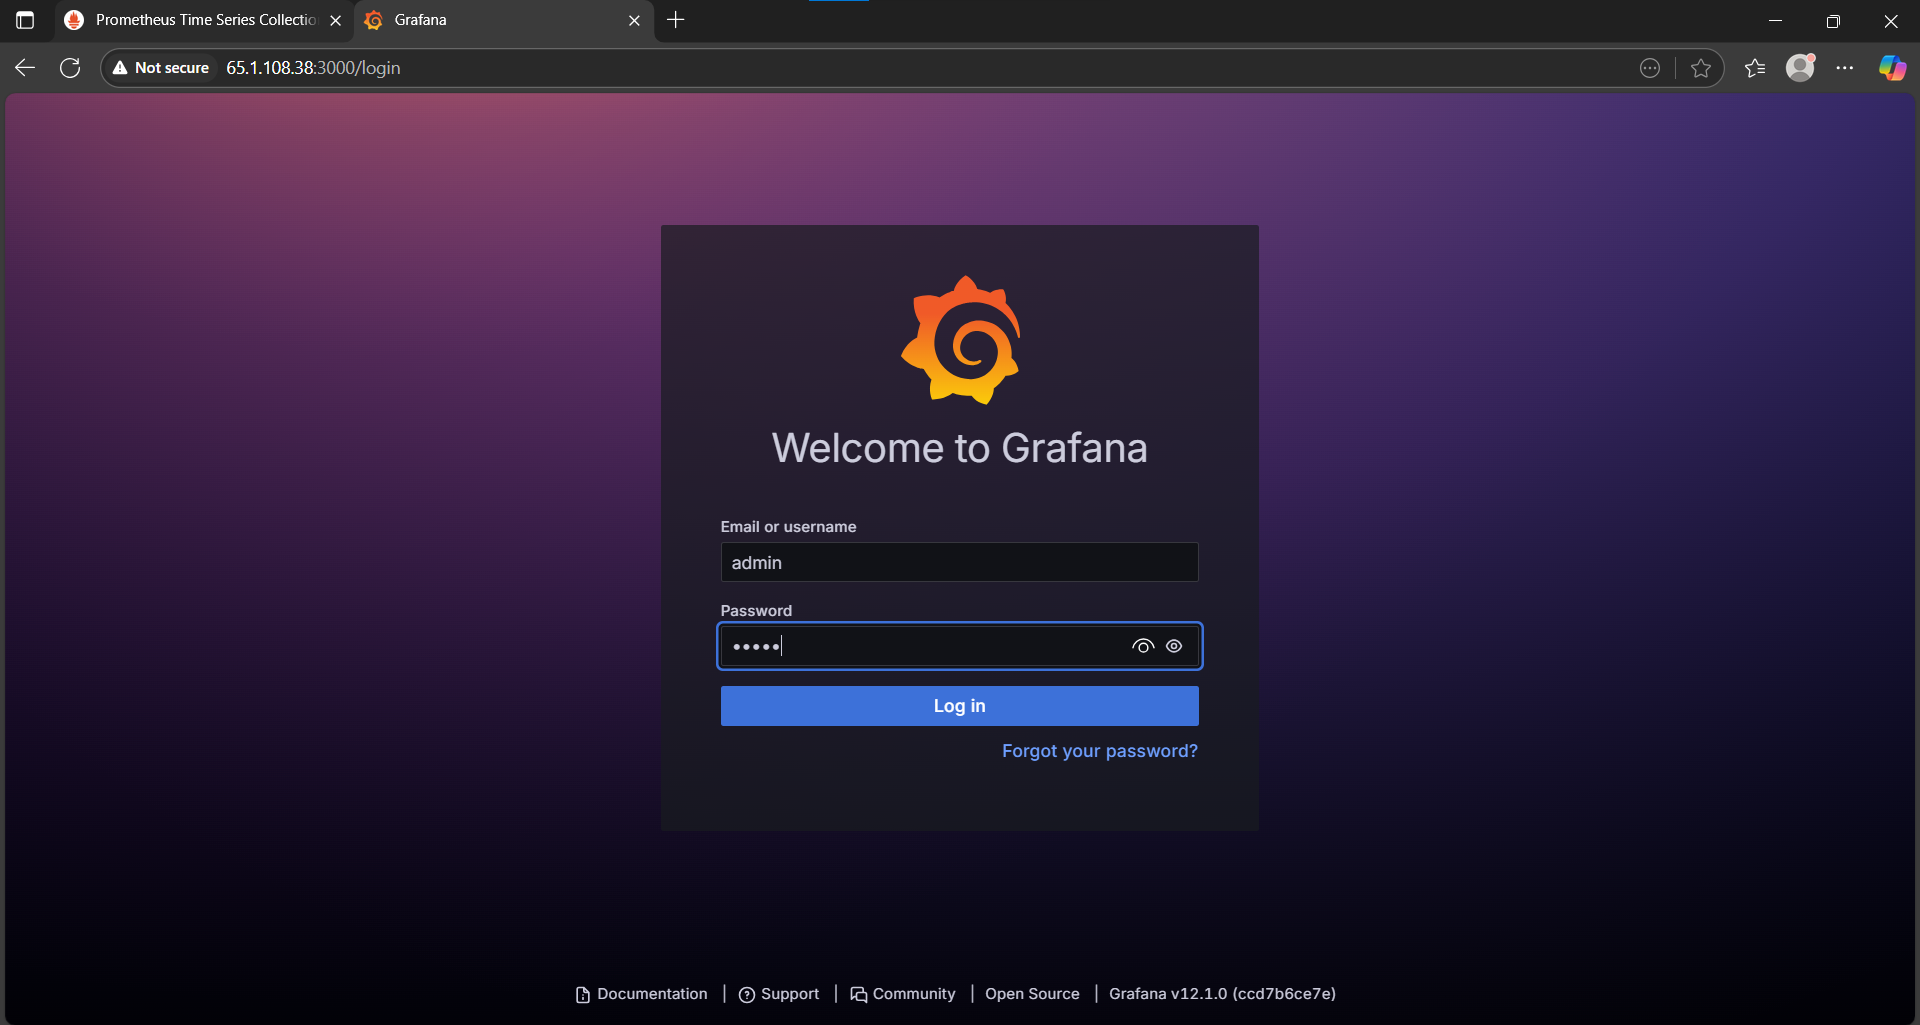 Prometheus Time Series Collectio
Grafana
Not secure
65.1.108.38:3000/login
Welcome to Grafana
Email or username
admin
Password
•••••
Log in
Forgot your password?
Documentation | Support | Community | Open Source | Grafana v12.1.0 (ccd7b6ce7e)